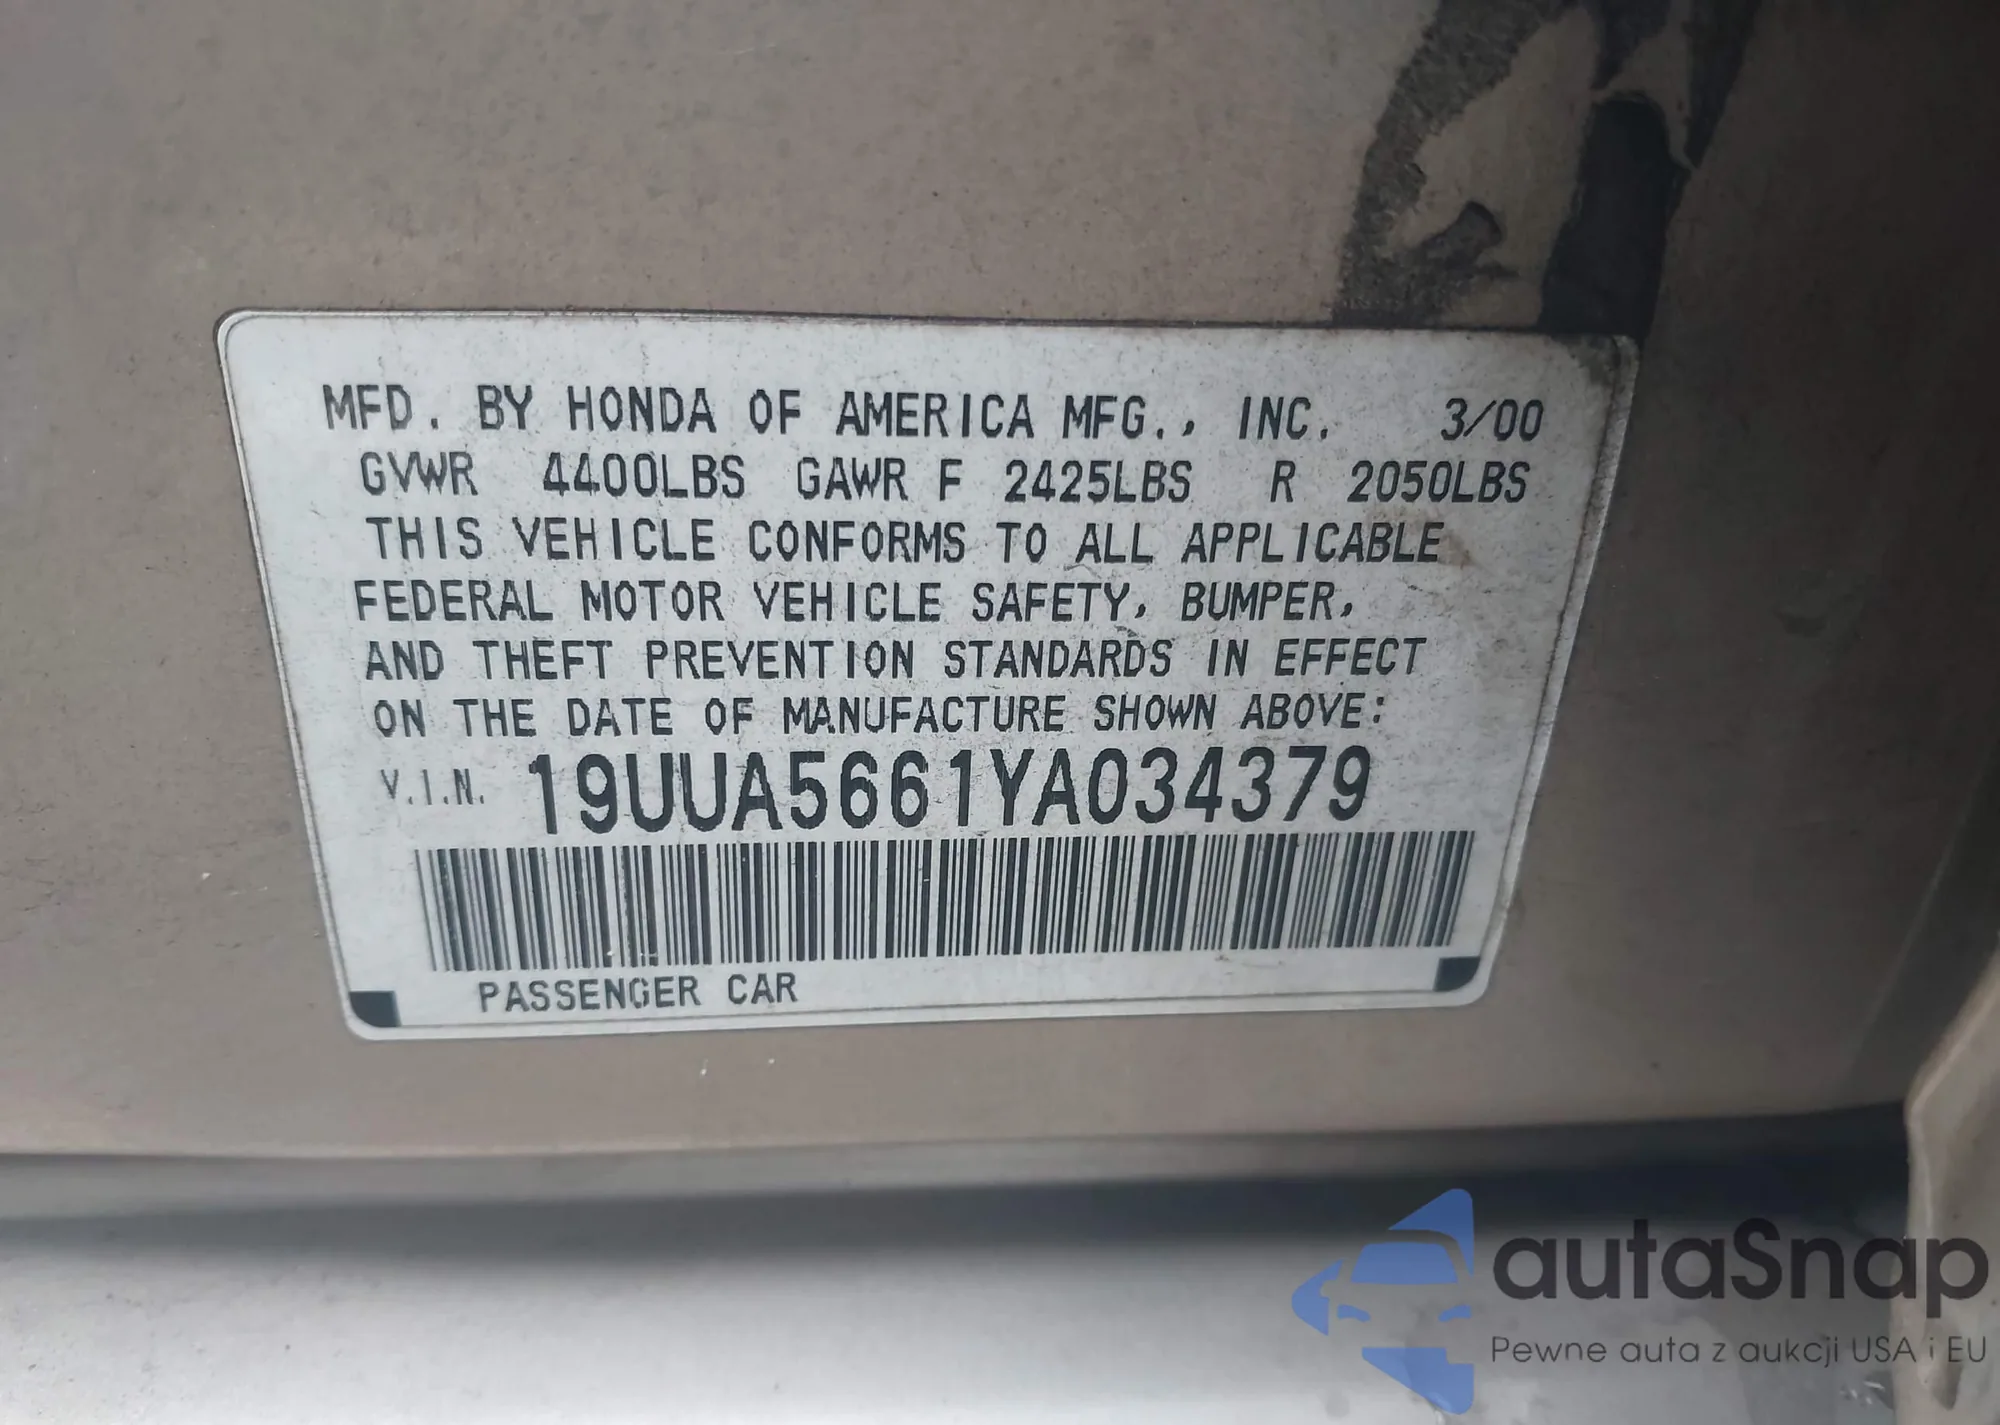 MFD. BY HONDA OF AMERICA MFG., INC. 3/00
GVWR 4400LBS GAWR F 2425LBS R 2050LBS
THIS VEHICLE CONFORMS TO ALL APPLICABLE
FEDERAL MOTOR VEHICLE SAFETY, BUMPER,
AND THEFT PREVENTION STANDARDS IN EFFECT
ON THE DATE OF MANUFACTURE SHOWN ABOVE:
V.I.N. 19UUA5661YA034379
PASSENGER CAR
autaSnap
Pewne auta z aukcji USA i EU